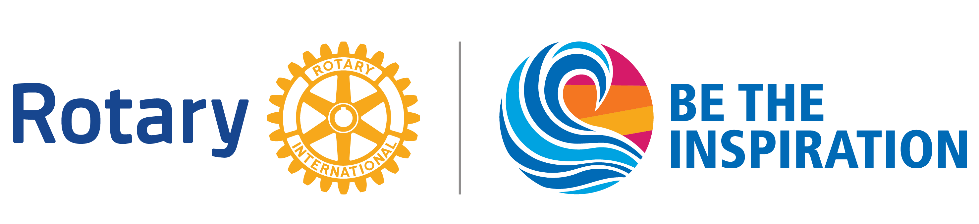 Rotary
ROTARY
INTERNATIONAL
BE THE
INSPIRATION